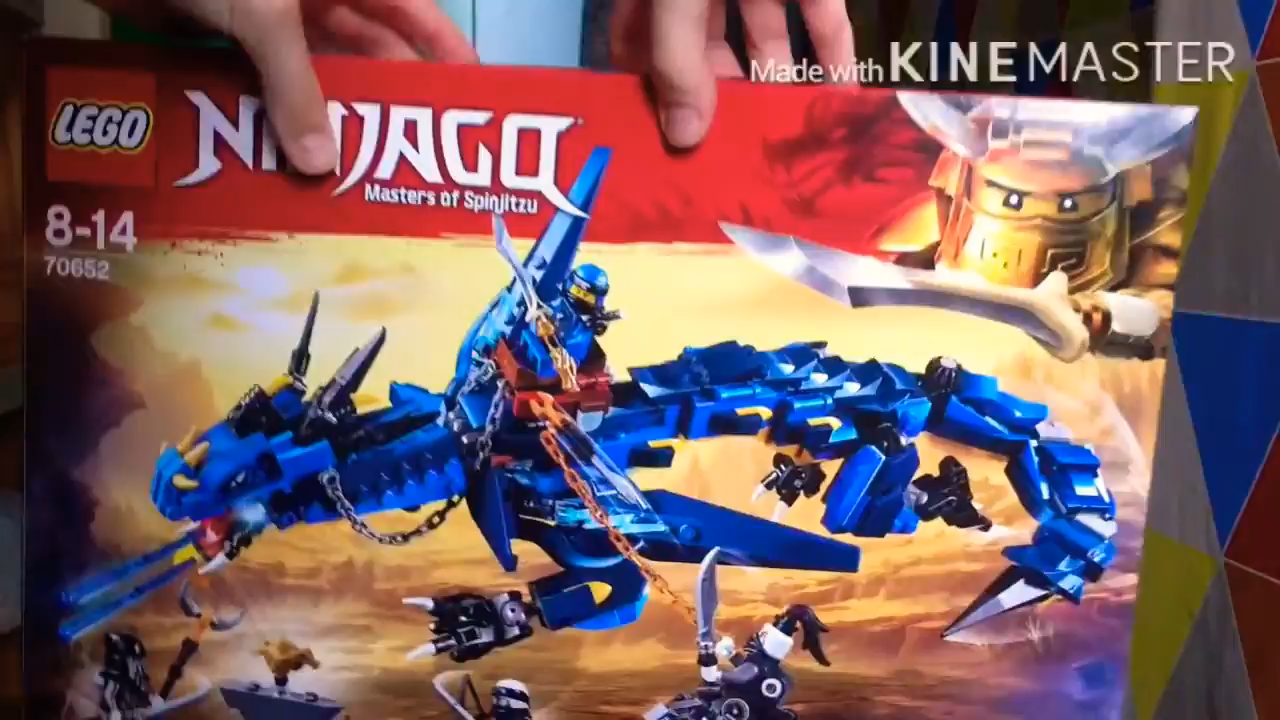 Made with KINEMASTER
LEGO
NINJAGO
Masters of Spinjitzu
8-14
70652